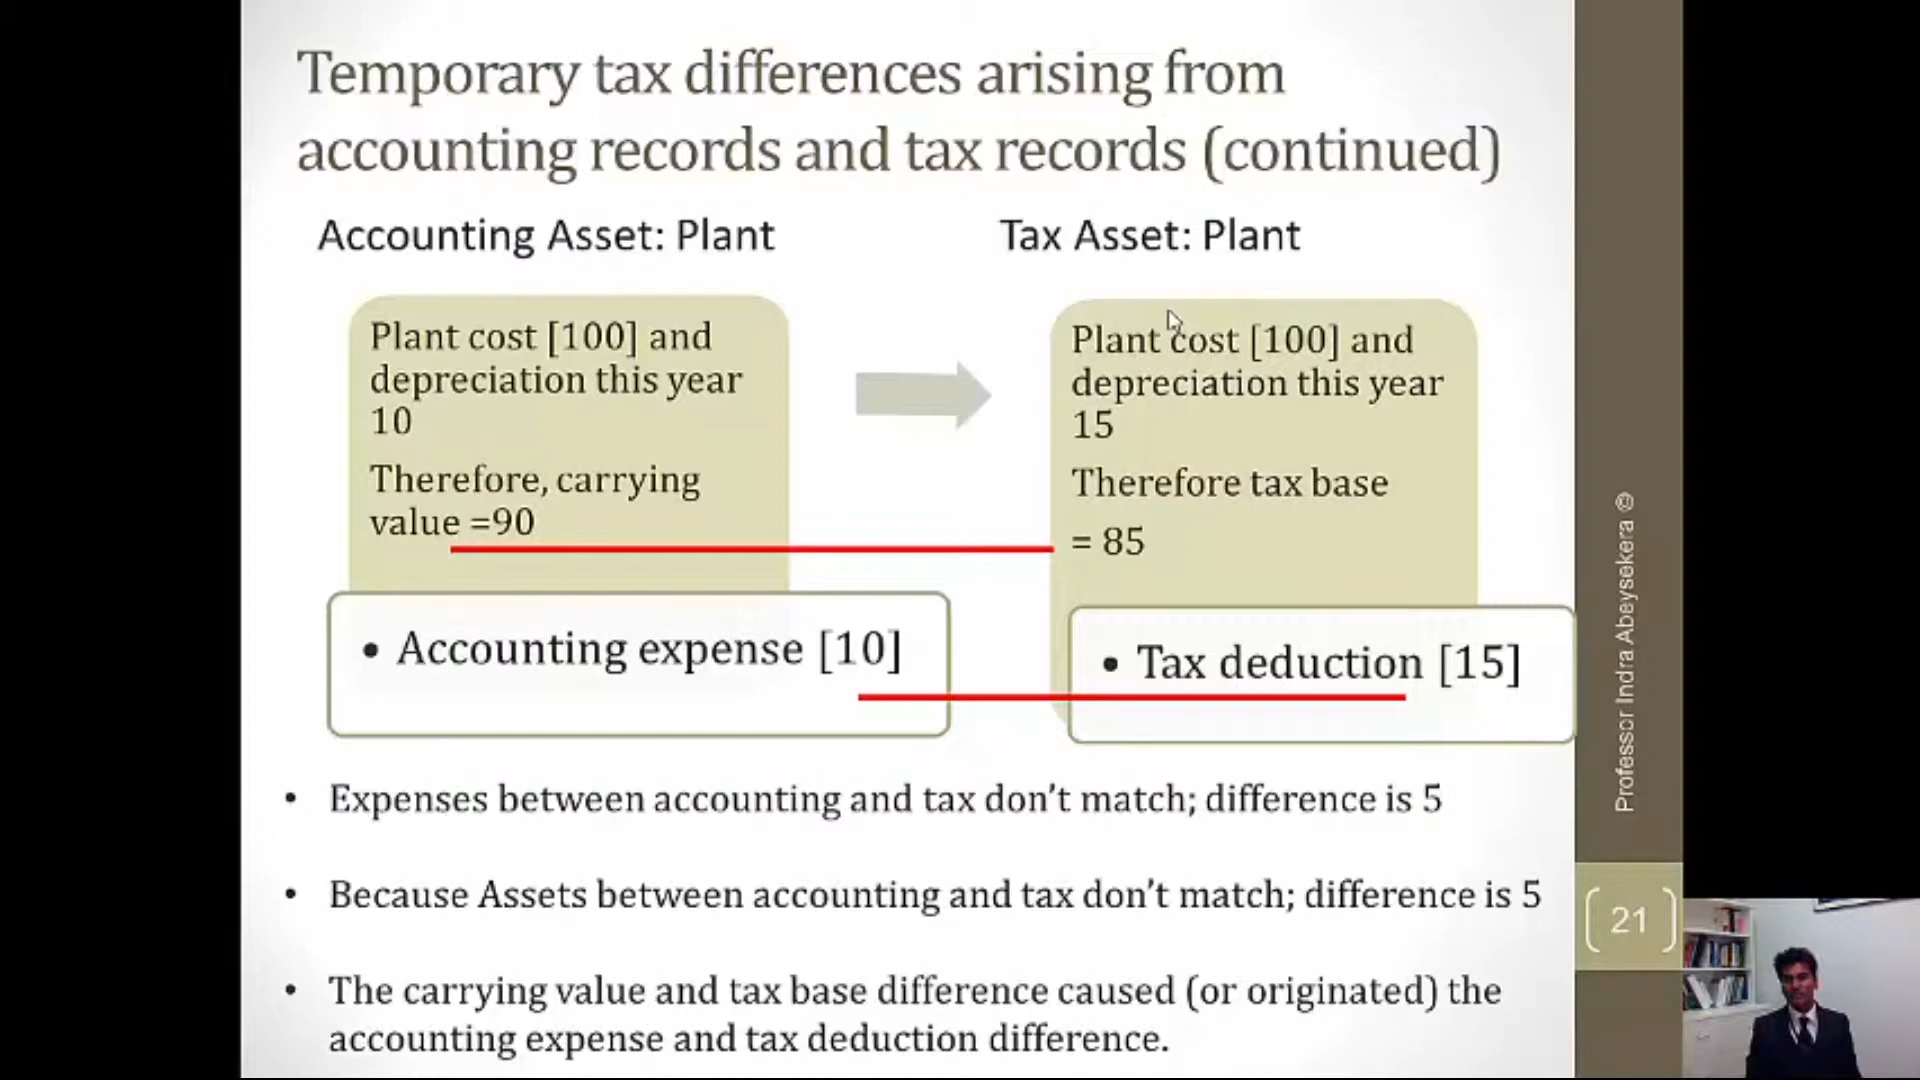 Temporary tax differences arising from
accounting records and tax records (continued)
Accounting Asset: Plant
Plant cost [100] and
depreciation this year
10
Therefore, carrying
value =90
• Accounting expense [10]
Tax Asset: Plant
Plant cost [100] and
depreciation this year
15
Therefore tax base
= 85
• Tax deduction [15]
• Expenses between accounting and tax don't match; difference is 5
• Because Assets between accounting and tax don't match; difference is 5
• The carrying value and tax base difference caused (or originated) the
accounting expense and tax deduction difference.
Professor Indra Abeysekera ©
21